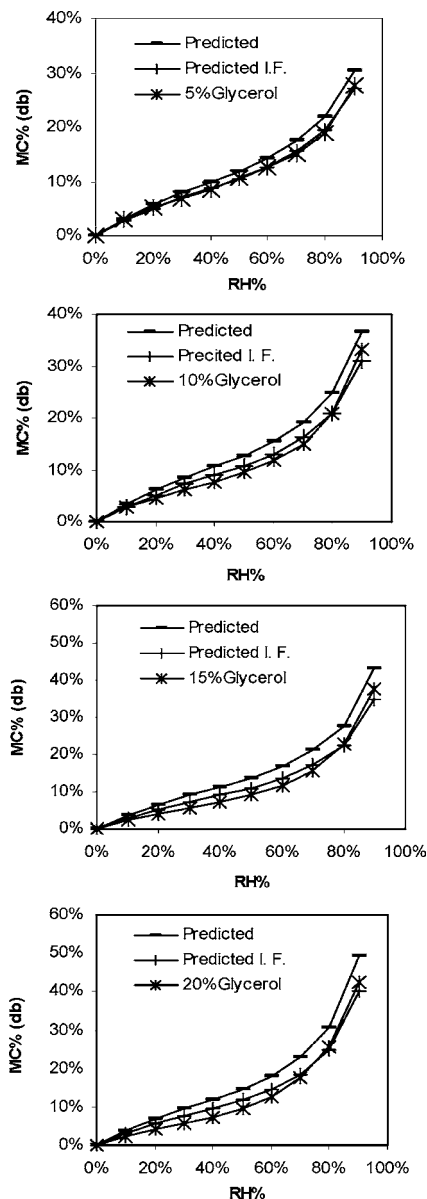 40%
30%
20%
10%
0%
MC% (db)
Predicted
Predicted I.F.
5%Glycerol
0% 20% 40% 60% 80% 100%
RH%
40%
30%
20%
10%
0%
MC% (db)
Predicted
Precited I. F.
10%Glycerol
0% 20% 40% 60% 80% 100%
RH%
60%
50%
40%
30%
20%
10%
0%
MC% (db)
Predicted
Predicted I. F.
15%Glycerol
0% 20% 40% 60% 80% 100%
RH%
60%
50%
40%
30%
20%
10%
0%
MC% (db)
Predicted
Predicted I. F.
20%Glycerol
0% 20% 40% 60% 80% 100%
RH%